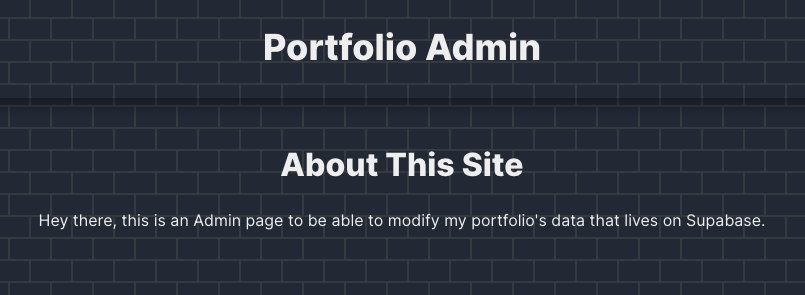 Portfolio Admin
About This Site
Hey there, this is an Admin page to be able to modify my portfolio's data that lives on Supabase.